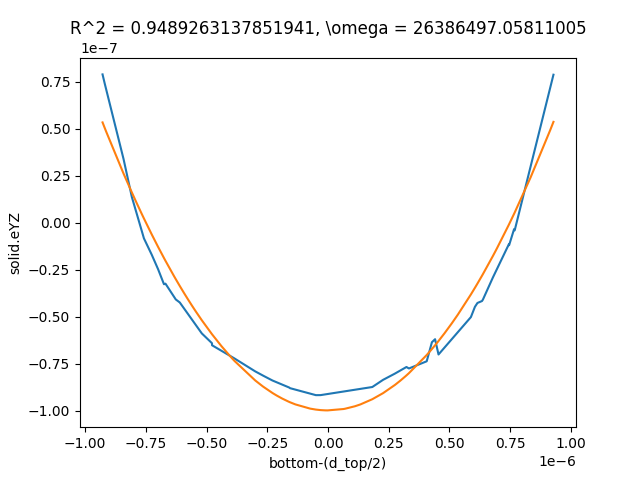 R^2 = 0.9489263137851941, \omega = 26386497.05811005
1e−7
0.75
0.50
0.25
0.00
−0.25
−0.50
−0.75
−1.00
solid.eYZ
−1.00 −0.75 −0.50 −0.25 0.00 0.25 0.50 0.75 1.00
bottom-(d_top/2)
1e−6